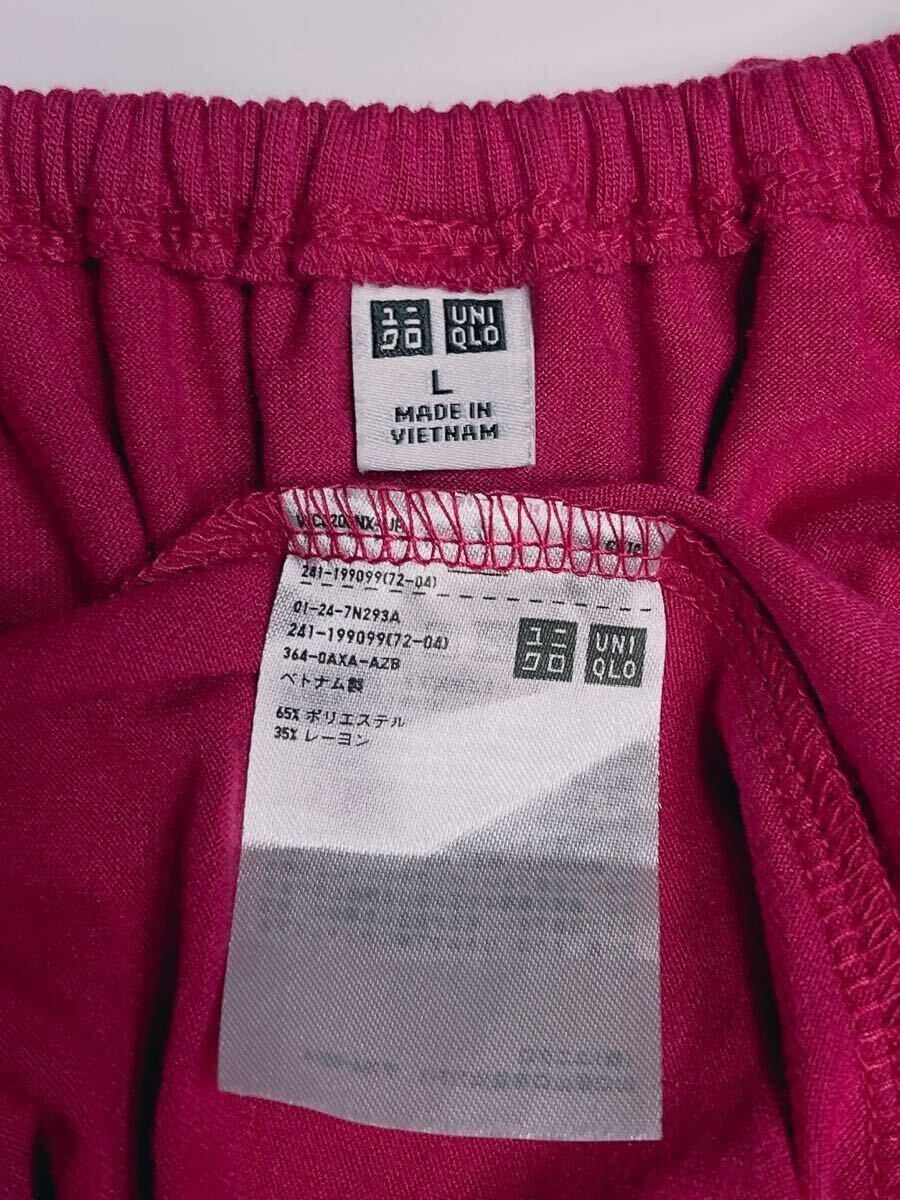 ユニ
クロ
UNI
QLO
L
MADE IN
VIETNAM
241-199099(72-04)
01-24-7N293A
241-199099(72-04)
364-0AXA-AZB
ベトナム製
65% ポリエステル
35% レーヨン
ユニ
クロ
UNI
QLO